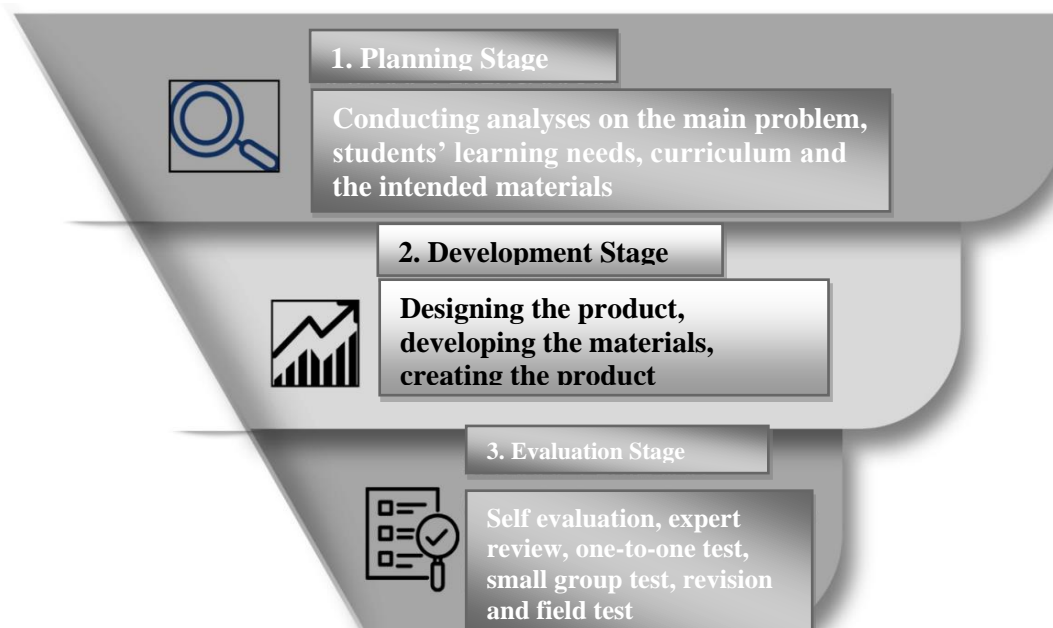 1. Planning Stage
Conducting analyses on the main problem,
students’ learning needs, curriculum and
the intended materials
2. Development Stage
Designing the product,
developing the materials,
creating the product
3. Evaluation Stage
Self evaluation, expert
review, one-to-one test,
small group test, revision
and field test